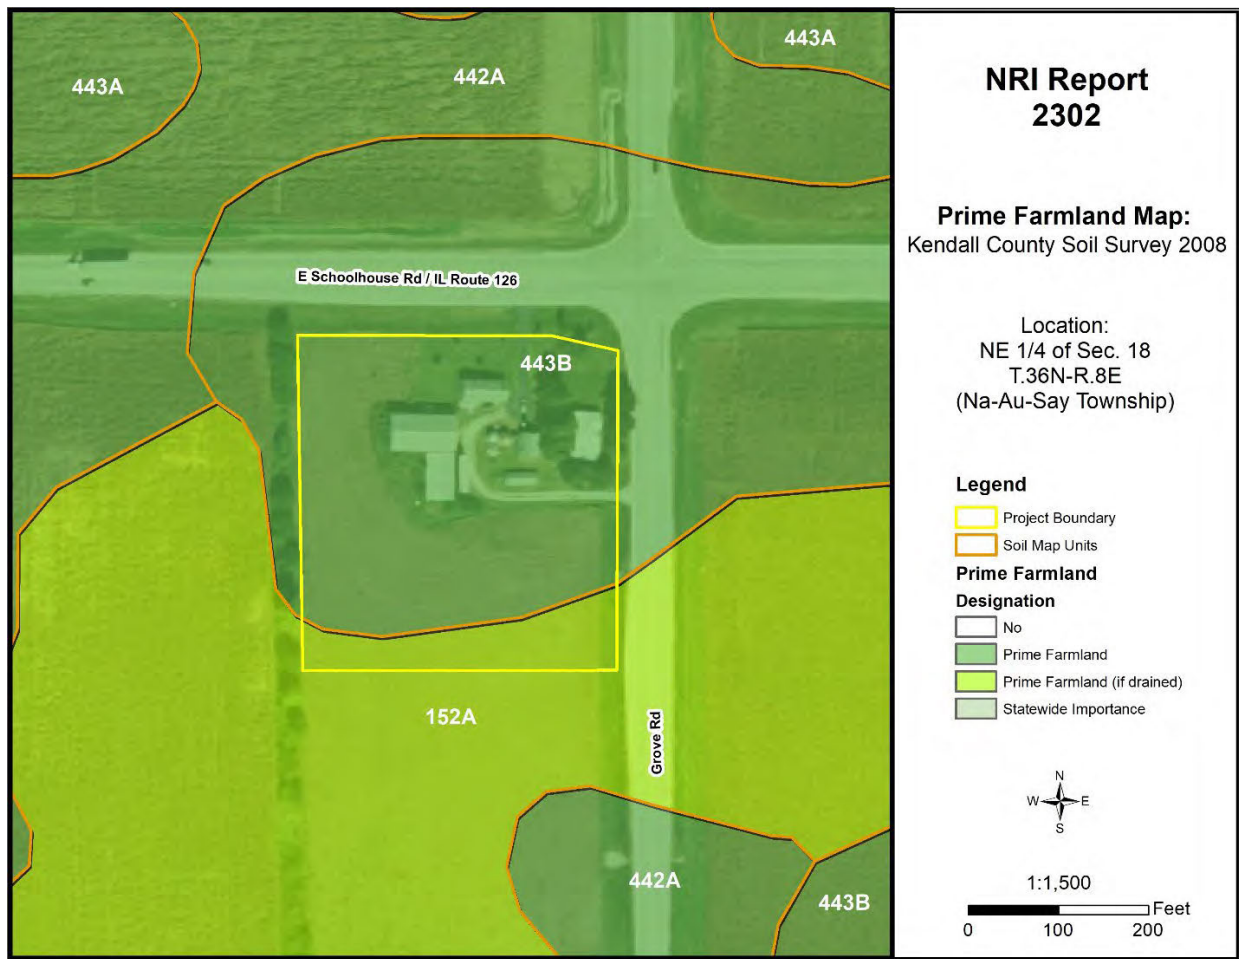 443A
442A
443A
E Schoolhouse Rd / IL Route 126
443B
152A
Grove Rd
442A
443B
NRI Report
2302
Prime Farmland Map:
Kendall County Soil Survey 2008
Location:
NE 1/4 of Sec. 18
T.36N-R.8E
(Na-Au-Say Township)
Legend
Project Boundary
Soil Map Units
Prime Farmland
Designation
No
Prime Farmland
Prime Farmland (if drained)
Statewide Importance
N
W E
S
1:1,500
Feet
0 100 200